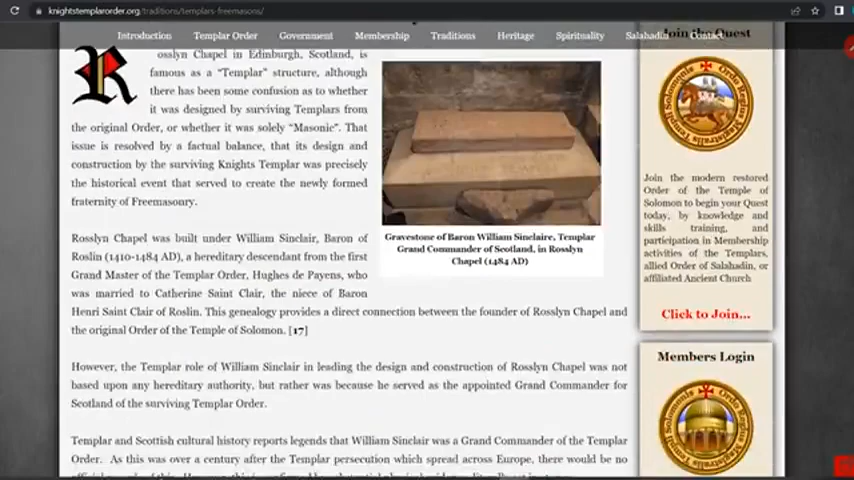 knightstemplarorder.org/traditions/templars-freemasons/
Introduction Templar Order Government Membership Traditions Heritage Spirituality Salahadin Contact
Rosslyn Chapel in Edinburgh, Scotland, is
famous as a “Templar” structure, although
there has been some confusion as to whether
it was designed by surviving Templars from
the original Order, or whether it was solely “Masonic”. That
issue is resolved by a factual balance, that its design and
construction by the surviving Knights Templar was precisely
the historical event that served to create the newly formed
fraternity of Freemasonry.
Gravestone of Baron William Sinclaire, Templar
Grand Commander of Scotland, in Rosslyn
Chapel (1484 AD)
Rosslyn Chapel was built under William Sinclair, Baron of
Roslin (1410-1484 AD), a hereditary descendant from the first
Grand Master of the Templar Order, Hughes de Payens, who
was married to Catherine Saint Clair, the niece of Baron
Henri Saint Clair of Roslin. This genealogy provides a direct connection between the founder of Rosslyn Chapel and
the original Order of the Temple of Solomon. [17]
However, the Templar role of William Sinclair in leading the design and construction of Rosslyn Chapel was not
based upon any hereditary authority, but rather was because he served as the appointed Grand Commander for
Scotland of the surviving Templar Order.
Templar and Scottish cultural history reports legends that William Sinclair was a Grand Commander of the Templar
Order. As this was over a century after the Templar persecution which spread across Europe, there would be no
Join the Quest
Join the modern restored
Order of the Temple of
Solomon to begin your Quest
today, by knowledge and
skills training, and
participation in Membership
activities of the Templars,
allied Order of Salahadin, or
affiliated Ancient Church
Click to Join...
Members Login